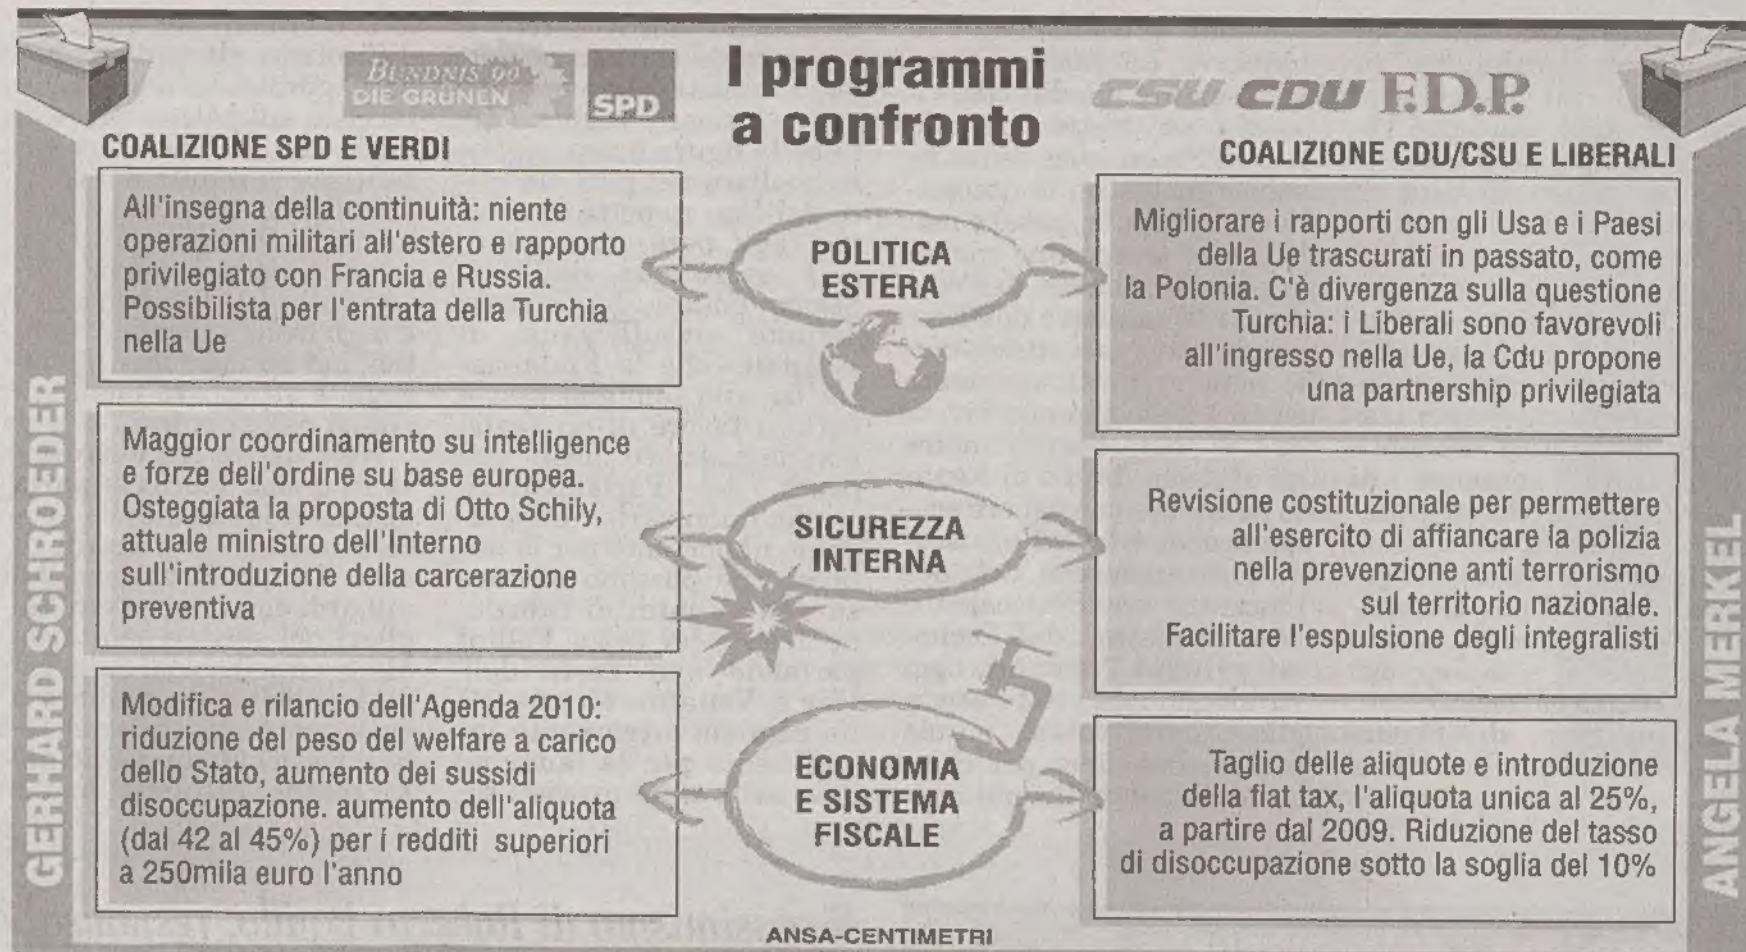 BÜNDNIS 90
DIE GRÜNEN
SPD
I programmi
a confronto
CSU CDU F.D.P.
COALIZIONE SPD E VERDI
COALIZIONE CDU/CSU E LIBERALI
GERHARD SCHROEDER
All'insegna della continuità: niente
operazioni militari all'estero e rapporto
privilegiato con Francia e Russia.
Possibilista per l'entrata della Turchia
nella Ue
POLITICA
ESTERA
Migliorare i rapporti con gli Usa e i Paesi
della Ue trascurati in passato, come
la Polonia. C'è divergenza sulla questione
Turchia: i Liberali sono favorevoli
all'ingresso nella Ue, la Cdu propone
una partnership privilegiata
Maggior coordinamento su intelligence
e forze dell'ordine su base europea.
Osteggiata la proposta di Otto Schily,
attuale ministro dell'Interno
sull'introduzione della carcerazione
preventiva
SICUREZZA
INTERNA
Revisione costituzionale per permettere
all'esercito di affiancare la polizia
nella prevenzione anti terrorismo
sul territorio nazionale.
Facilitare l'espulsione degli integralisti
Modifica e rilancio dell'Agenda 2010:
riduzione del peso del welfare a carico
dello Stato, aumento dei sussidi
disoccupazione. aumento dell'aliquota
(dal 42 al 45%) per i redditi superiori
a 250mila euro l'anno
ECONOMIA
E SISTEMA
FISCALE
Taglio delle aliquote e introduzione
della flat tax, l'aliquota unica al 25%,
a partire dal 2009. Riduzione del tasso
di disoccupazione sotto la soglia del 10%
ANGELA MERKEL
ANSA-CENTIMETRI